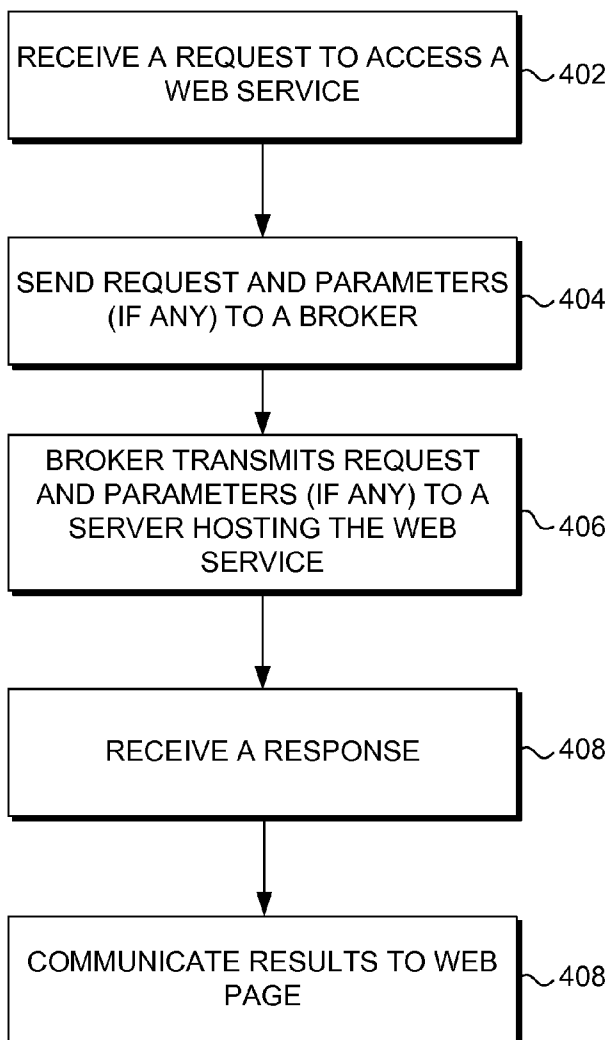 RECEIVE A REQUEST TO ACCESS A
WEB SERVICE
402
SEND REQUEST AND PARAMETERS
(IF ANY) TO A BROKER
404
BROKER TRANSMITS REQUEST
AND PARAMETERS (IF ANY) TO A
SERVER HOSTING THE WEB
SERVICE
406
RECEIVE A RESPONSE
408
COMMUNICATE RESULTS TO WEB
PAGE
408